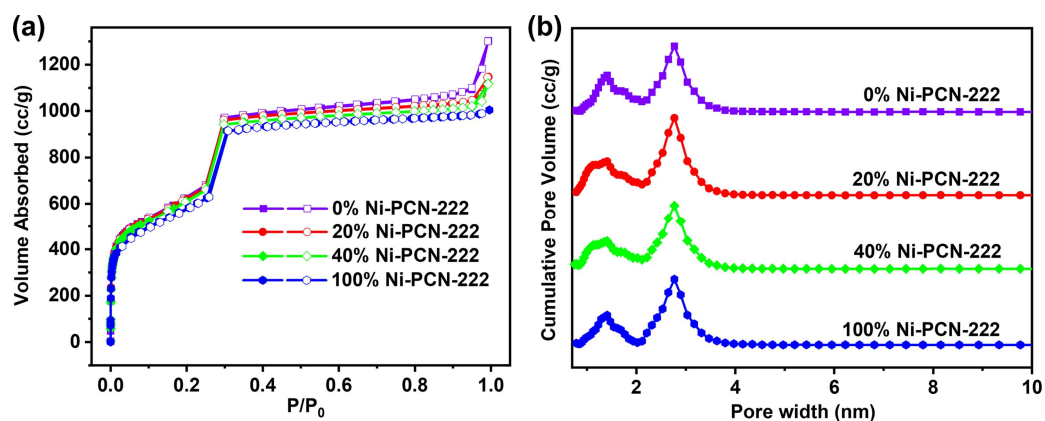 (a)
Volume Absorbed (cc/g)
1200
1000
800
600
400
200
0
0% Ni-PCN-222
20% Ni-PCN-222
40% Ni-PCN-222
100% Ni-PCN-222
0.0 0.2 0.4 0.6 0.8 1.0
P/P0
(b)
Cumulative Pore Volume (cc/g)
0% Ni-PCN-222
20% Ni-PCN-222
40% Ni-PCN-222
100% Ni-PCN-222
2 4 6 8 10
Pore width (nm)